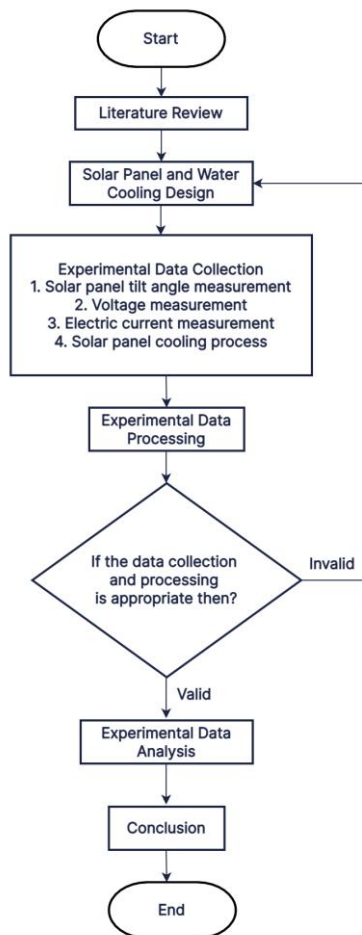 Start
Literature Review
Solar Panel and Water
Cooling Design
Experimental Data Collection
1. Solar panel tilt angle measurement
2. Voltage measurement
3. Electric current measurement
4. Solar panel cooling process
Experimental Data
Processing
If the data collection
and processing
is appropriate then?
Invalid
Valid
Experimental Data
Analysis
Conclusion
End